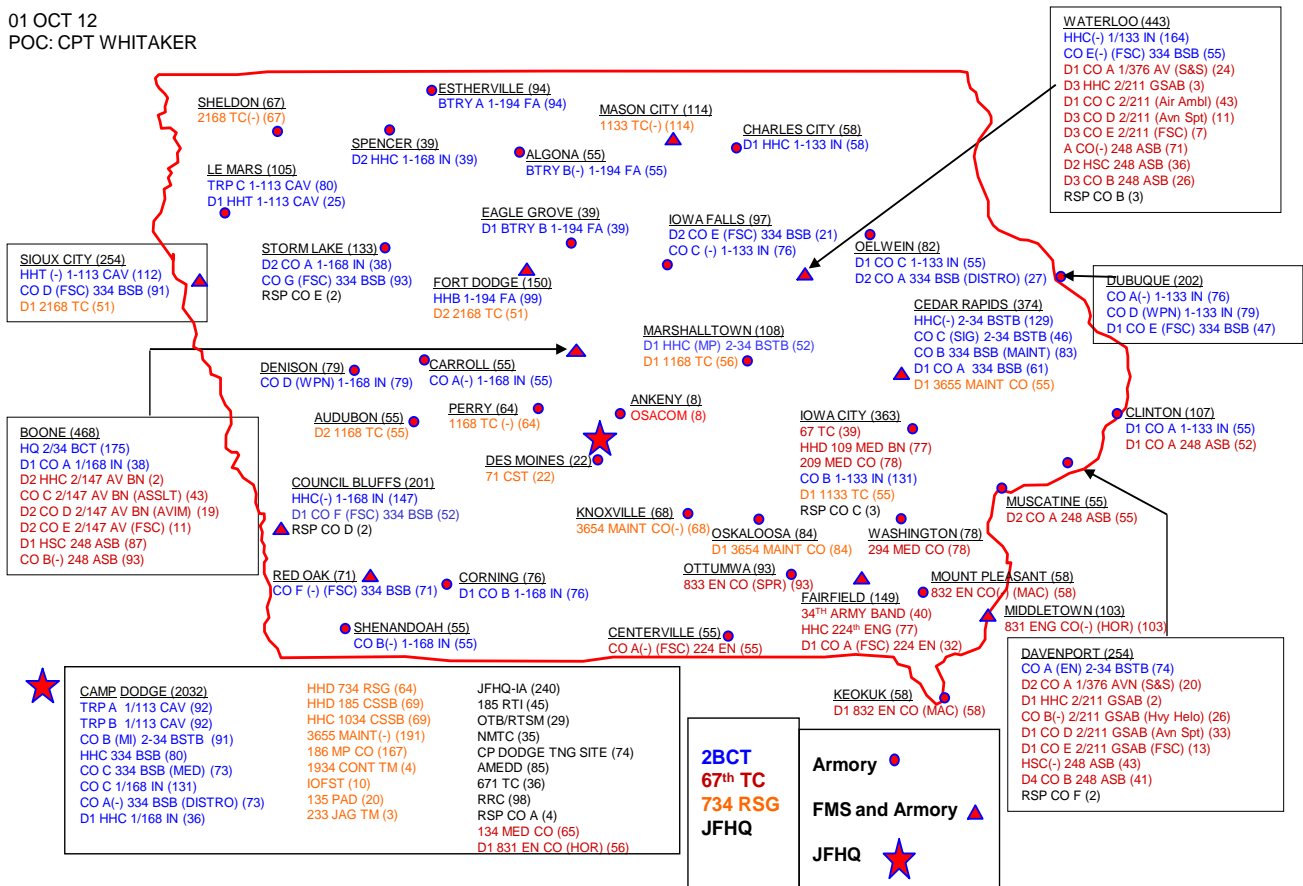 01 OCT 12
POC: CPT WHITAKER
WATERLOO (443)
HHC(-) 1/133 IN (164)
CO E(-) (FSC) 334 BSB (55)
D1 CO A 1/376 AV (S&S) (24)
D3 HHC 2/211 GSAB (3)
D1 CO C 2/211 (Air Ambl) (43)
D3 CO D 2/211 (Avn Spt) (11)
D3 CO E 2/211 (FSC) (7)
A CO(-) 248 ASB (71)
D2 HSC 248 ASB (36)
D3 CO B 248 ASB (26)
RSP CO B (3)
ESTHERVILLE (94)
BTRY A 1-194 FA (94)
SHELDON (67)
2168 TC(-) (67)
MASON CITY (114)
1133 TC(-) (114)
SPENCER (39)
D2 HHC 1-168 IN (39)
ALGONA (55)
BTRY B(-) 1-194 FA (55)
CHARLES CITY (58)
D1 HHC 1-133 IN (58)
LE MARS (105)
TRP C 1-113 CAV (80)
D1 HHT 1-113 CAV (25)
EAGLE GROVE (39)
D1 BTRY B 1-194 FA (39)
IOWA FALLS (97)
D2 CO E (FSC) 334 BSB (21)
CO C (-) 1-133 IN (76)
OELWEIN (82)
D1 CO C 1-133 IN (55)
D2 CO A 334 BSB (DISTRO) (27)
SIOUX CITY (254)
HHT (-) 1-113 CAV (112)
CO D (FSC) 334 BSB (91)
D1 2168 TC (51)
STORM LAKE (133)
D2 CO A 1-168 IN (38)
CO G (FSC) 334 BSB (93)
RSP CO E (2)
FORT DODGE (150)
HHB 1-194 FA (99)
D2 2168 TC (51)
DUBUQUE (202)
CO A(-) 1-133 IN (76)
CO D (WPN) 1-133 IN (79)
D1 CO E (FSC) 334 BSB (47)
CEDAR RAPIDS (374)
HHC(-) 2-34 BSTB (129)
CO C (SIG) 2-34 BSTB (46)
CO B 334 BSB (MAINT) (83)
D1 CO A 334 BSB (61)
D1 3655 MAINT CO (55)
MARSHALLTOWN (108)
D1 HHC (MP) 2-34 BSTB (52)
D1 1168 TC (56)
DENISON (79)
CO D (WPN) 1-168 IN (79)
CARROLL (55)
CO A(-) 1-168 IN (55)
AUDUBON (55)
D2 1168 TC (55)
PERRY (64)
1168 TC (-) (64)
ANKENY (8)
OSACOM (8)
IOWA CITY (363)
67 TC (39)
HHD 109 MED BN (77)
209 MED CO (78)
CO B 1-133 IN (131)
D1 1133 TC (55)
RSP CO C (3)
CLINTON (107)
D1 CO A 1-133 IN (55)
D1 CO A 248 ASB (52)
BOONE (468)
HQ 2/34 BCT (175)
D1 CO A 1/168 IN (38)
D2 HHC 2/147 AV BN (2)
CO C 2/147 AV BN (ASSLT) (43)
D2 CO D 2/147 AV BN (AVIM) (19)
D2 CO E 2/147 AV (FSC) (11)
D1 HSC 248 ASB (87)
CO B(-) 248 ASB (93)
DES MOINES (22)
71 CST (22)
COUNCIL BLUFFS (201)
HHC(-) 1-168 IN (147)
D1 CO F (FSC) 334 BSB (52)
RSP CO D (2)
KNOXVILLE (68)
3654 MAINT CO(-) (68)
OSKALOOSA (84)
D1 3654 MAINT CO (84)
WASHINGTON (78)
294 MED CO (78)
MUSCATINE (55)
D2 CO A 248 ASB (55)
RED OAK (71)
CO F (-) (FSC) 334 BSB (71)
CORNING (76)
D1 CO B 1-168 IN (76)
OTTUMWA (93)
833 EN CO (SPR) (93)
FAIRFIELD (149)
34TH ARMY BAND (40)
HHC 224th ENG (77)
D1 CO A (FSC) 224 EN (32)
MOUNT PLEASANT (58)
832 EN CO(-) (MAC) (58)
MIDDLETOWN (103)
831 ENG CO(-) (HOR) (103)
SHENANDOAH (55)
CO B(-) 1-168 IN (55)
CENTERVILLE (55)
CO A(-) (FSC) 224 EN (55)
KEOKUK (58)
D1 832 EN CO (MAC) (58)
DAVENPORT (254)
CO A (EN) 2-34 BSTB (74)
D2 CO A 1/376 AVN (S&S) (20)
D1 HHC 2/211 GSAB (2)
CO B(-) 2/211 GSAB (Hvy Helo) (26)
D1 CO D 2/211 GSAB (Avn Spt) (33)
D1 CO E 2/211 GSAB (FSC) (13)
HSC(-) 248 ASB (43)
D4 CO B 248 ASB (41)
RSP CO F (2)
CAMP DODGE (2032)
TRP A 1/113 CAV (92)
TRP B 1/113 CAV (92)
CO B (MI) 2-34 BSTB (91)
HHC 334 BSB (80)
CO C 334 BSB (MED) (73)
CO C 1/168 IN (131)
CO A(-) 334 BSB (DISTRO) (73)
D1 HHC 1/168 IN (36)
HHD 734 RSG (64)
HHD 185 CSSB (69)
HHC 1034 CSSB (69)
3655 MAINT(-) (191)
186 MP CO (167)
1934 CONT TM (4)
IOFST (10)
135 PAD (20)
233 JAG TM (3)
JFHQ-IA (240)
185 RTI (45)
OTB/RTSM (29)
NMTC (35)
CP DODGE TNG SITE (74)
AMEDD (85)
671 TC (36)
RRC (98)
RSP CO A (4)
134 MED CO (65)
D1 831 EN CO (HOR) (56)
2BCT
67th TC
734 RSG
JFHQ
Armory
FMS and Armory
JFHQ